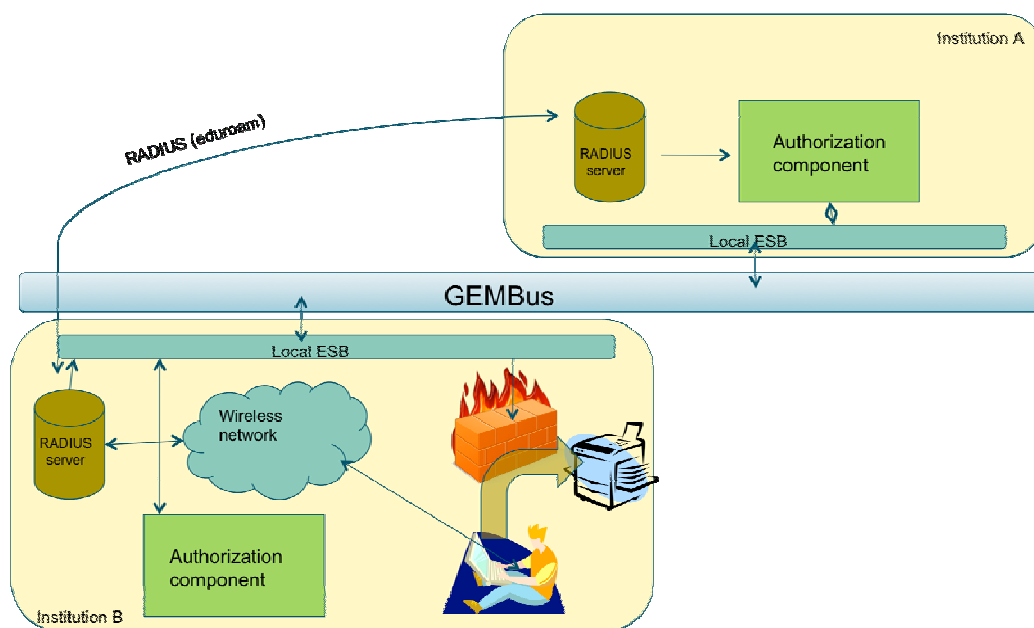 Institution A
RADIUS (eduroam)
RADIUS
server
Authorization
component
Local ESB
GEMBus
Local ESB
Wireless
network
RADIUS
server
Authorization
component
Institution B